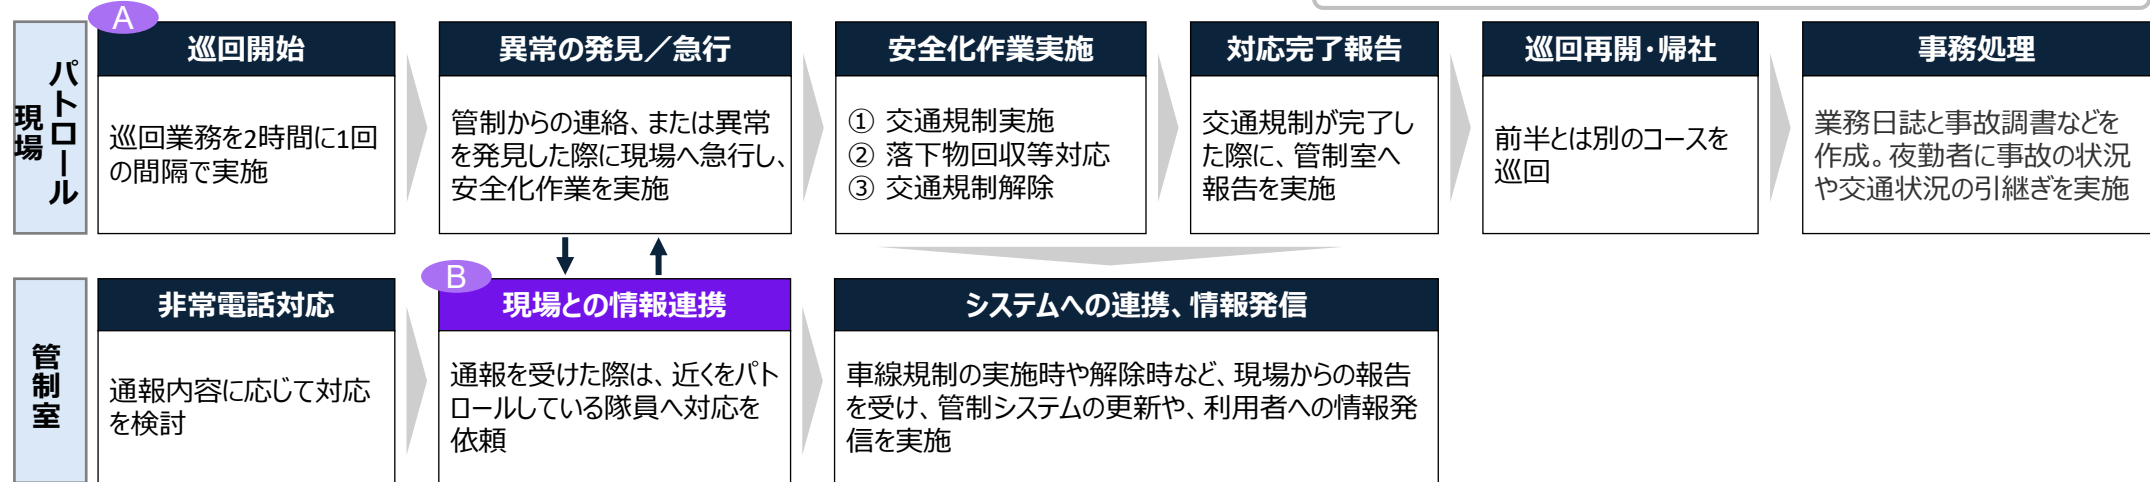 A
パトロール
現場
巡回開始
巡回業務を2時間に1回
の間隔で実施
異常の発見／急行
管制からの連絡、または異常
を発見した際に現場へ急行し、
安全化作業を実施
安全化作業実施
① 交通規制実施
② 落下物回収等対応
③ 交通規制解除
対応完了報告
交通規制が完了し
た際に、管制室へ
報告を実施
巡回再開・帰社
前半とは別のコースを
巡回
事務処理
業務日誌と事故調書などを
作成。夜勤者に事故の状況
や交通状況の引継ぎを実施
管制室
非常電話対応
通報内容に応じて対応
を検討
B
現場との情報連携
通報を受けた際は、近くをパト
ロールしている隊員へ対応を
依頼
システムへの連携、情報発信
車線規制の実施時や解除時など、現場からの報告
を受け、管制システムの更新や、利用者への情報発
信を実施